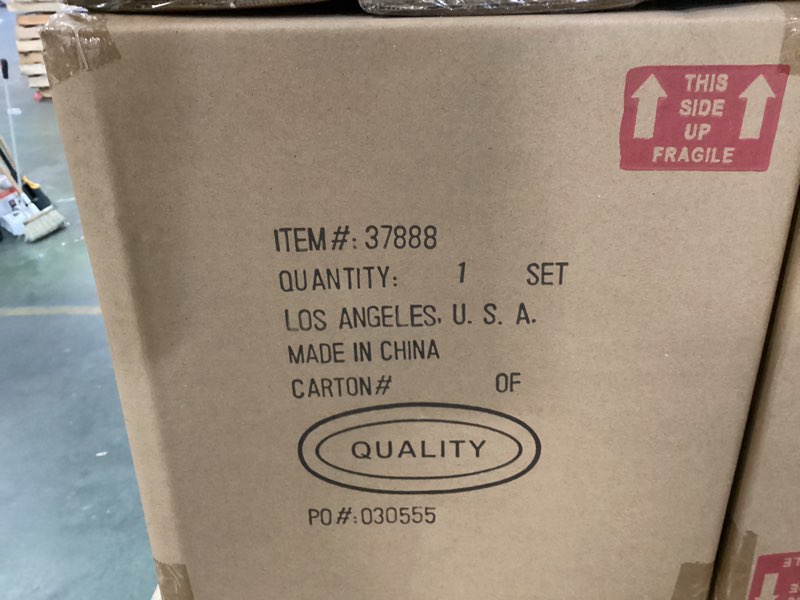 THIS
SIDE
UP
FRAGILE
ITEM#: 37888
QUANTITY: 1 SET
LOS ANGELES, U. S. A.
MADE IN CHINA
CARTON# OF
QUALITY
PO#:030555